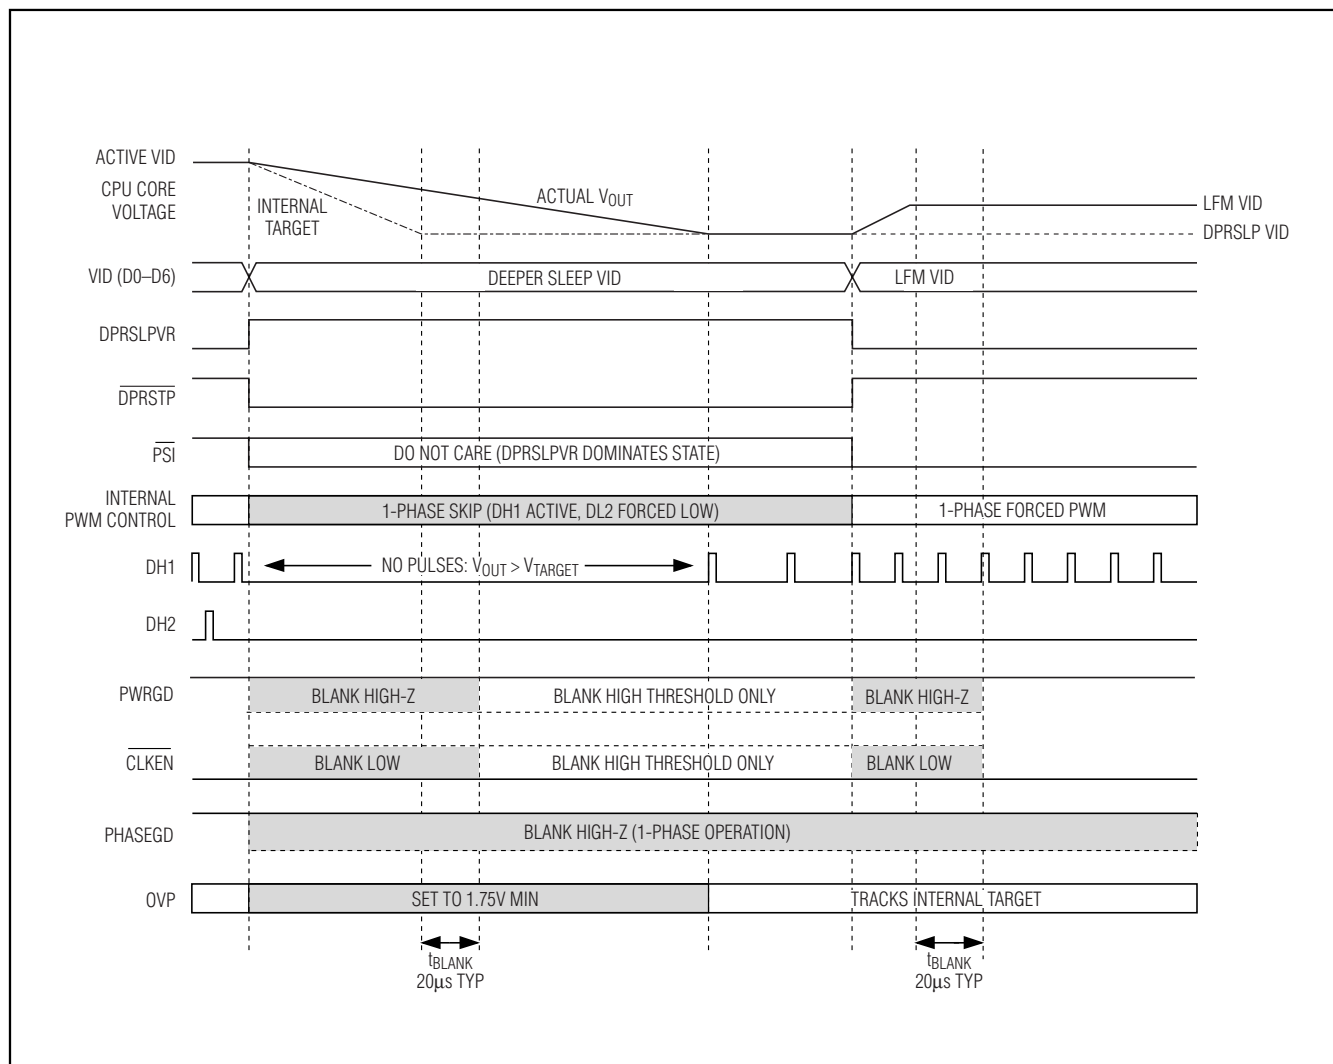 ACTIVE VID
CPU CORE
VOLTAGE
INTERNAL
TARGET
ACTUAL VOUT
LFM VID
DPRSLP VID
VID (D0–D6)
DEEPER SLEEP VID
LFM VID
DPRSLPVR
DPRSTP
PSI
DO NOT CARE (DPRSLPVR DOMINATES STATE)
INTERNAL
PWM CONTROL
1-PHASE SKIP (DH1 ACTIVE, DL2 FORCED LOW)
1-PHASE FORCED PWM
DH1
NO PULSES: VOUT > VTARGET
DH2
PWRGD
BLANK HIGH-Z
BLANK HIGH THRESHOLD ONLY
BLANK HIGH-Z
CLKEN
BLANK LOW
BLANK HIGH THRESHOLD ONLY
BLANK LOW
PHASEGD
BLANK HIGH-Z (1-PHASE OPERATION)
OVP
SET TO 1.75V MIN
TRACKS INTERNAL TARGET
tBLANK
20µs TYP
tBLANK
20µs TYP